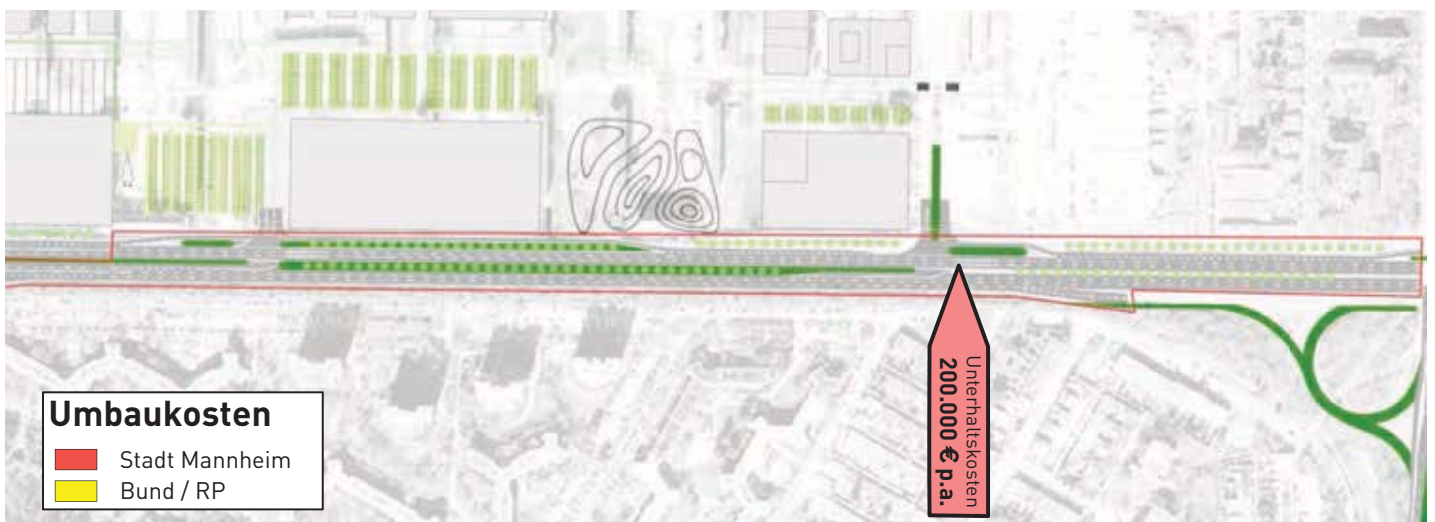 Umbaukosten
Stadt Mannheim
Bund / RP
Unterhaltskosten
200.000 € p.a.